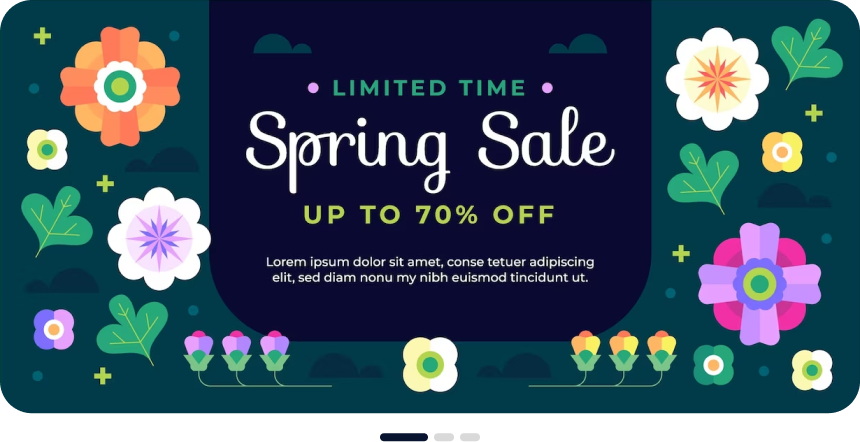 LIMITED TIME
Spring Sale
UP TO 70% OFF
Lorem ipsum dolor sit amet, conse tetuer adipiscing
elit, sed diam nonu my nibh euismod tincidunt ut.